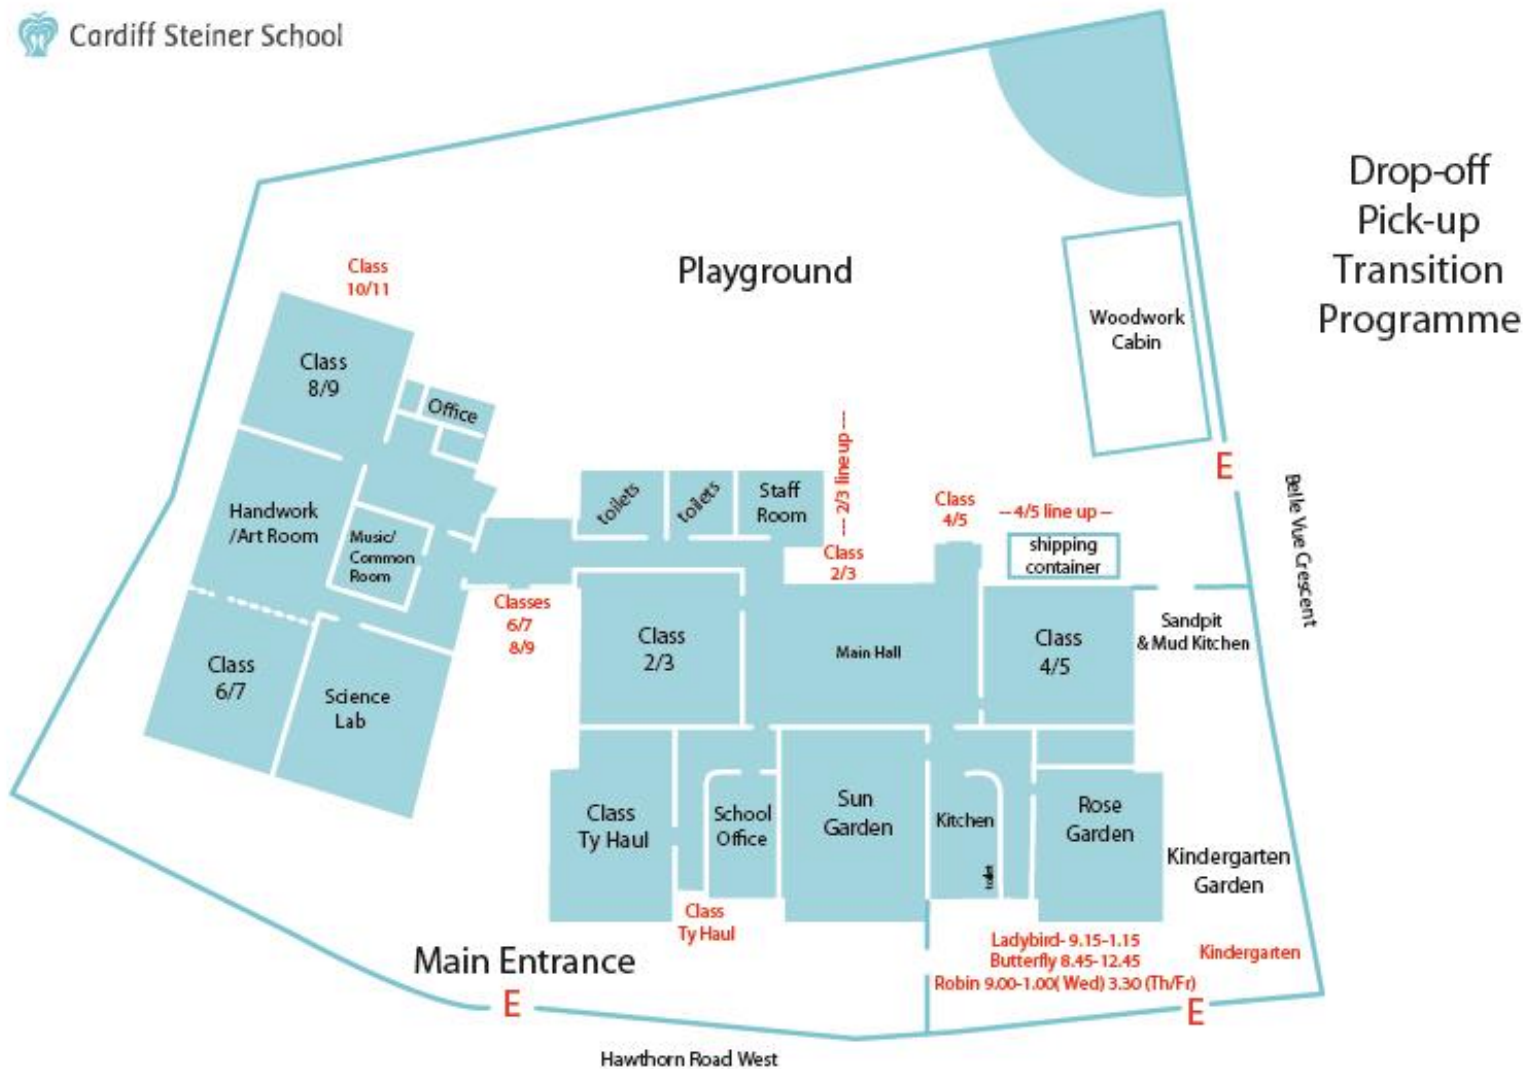 Cardiff Steiner School
Drop-off
Pick-up
Transition
Programme
Playground
Woodwork
Cabin
Class
10/11
Class
8/9
Office
Handwork
/Art Room
Music/
Common
Room
Class
6/7
Science
Lab
Classes
6/7
8/9
toilets
toilets
Staff
Room
--- 2/3 line up ---
Class
2/3
Class
4/5
-- 4/5 line up --
shipping
container
E
Belle Vue Crescent
Class
2/3
Main Hall
Class
4/5
Sandpit
& Mud Kitchen
Class
Ty Haul
School
Office
Sun
Garden
Kitchen
toilet
Rose
Garden
Kindergarten
Garden
Class
Ty Haul
Main Entrance
E
Ladybird- 9.15-1.15
Butterfly 8.45-12.45
Robin 9.00-1.00( Wed) 3.30 (Th/Fr)
Kindergarten
E
Hawthorn Road West